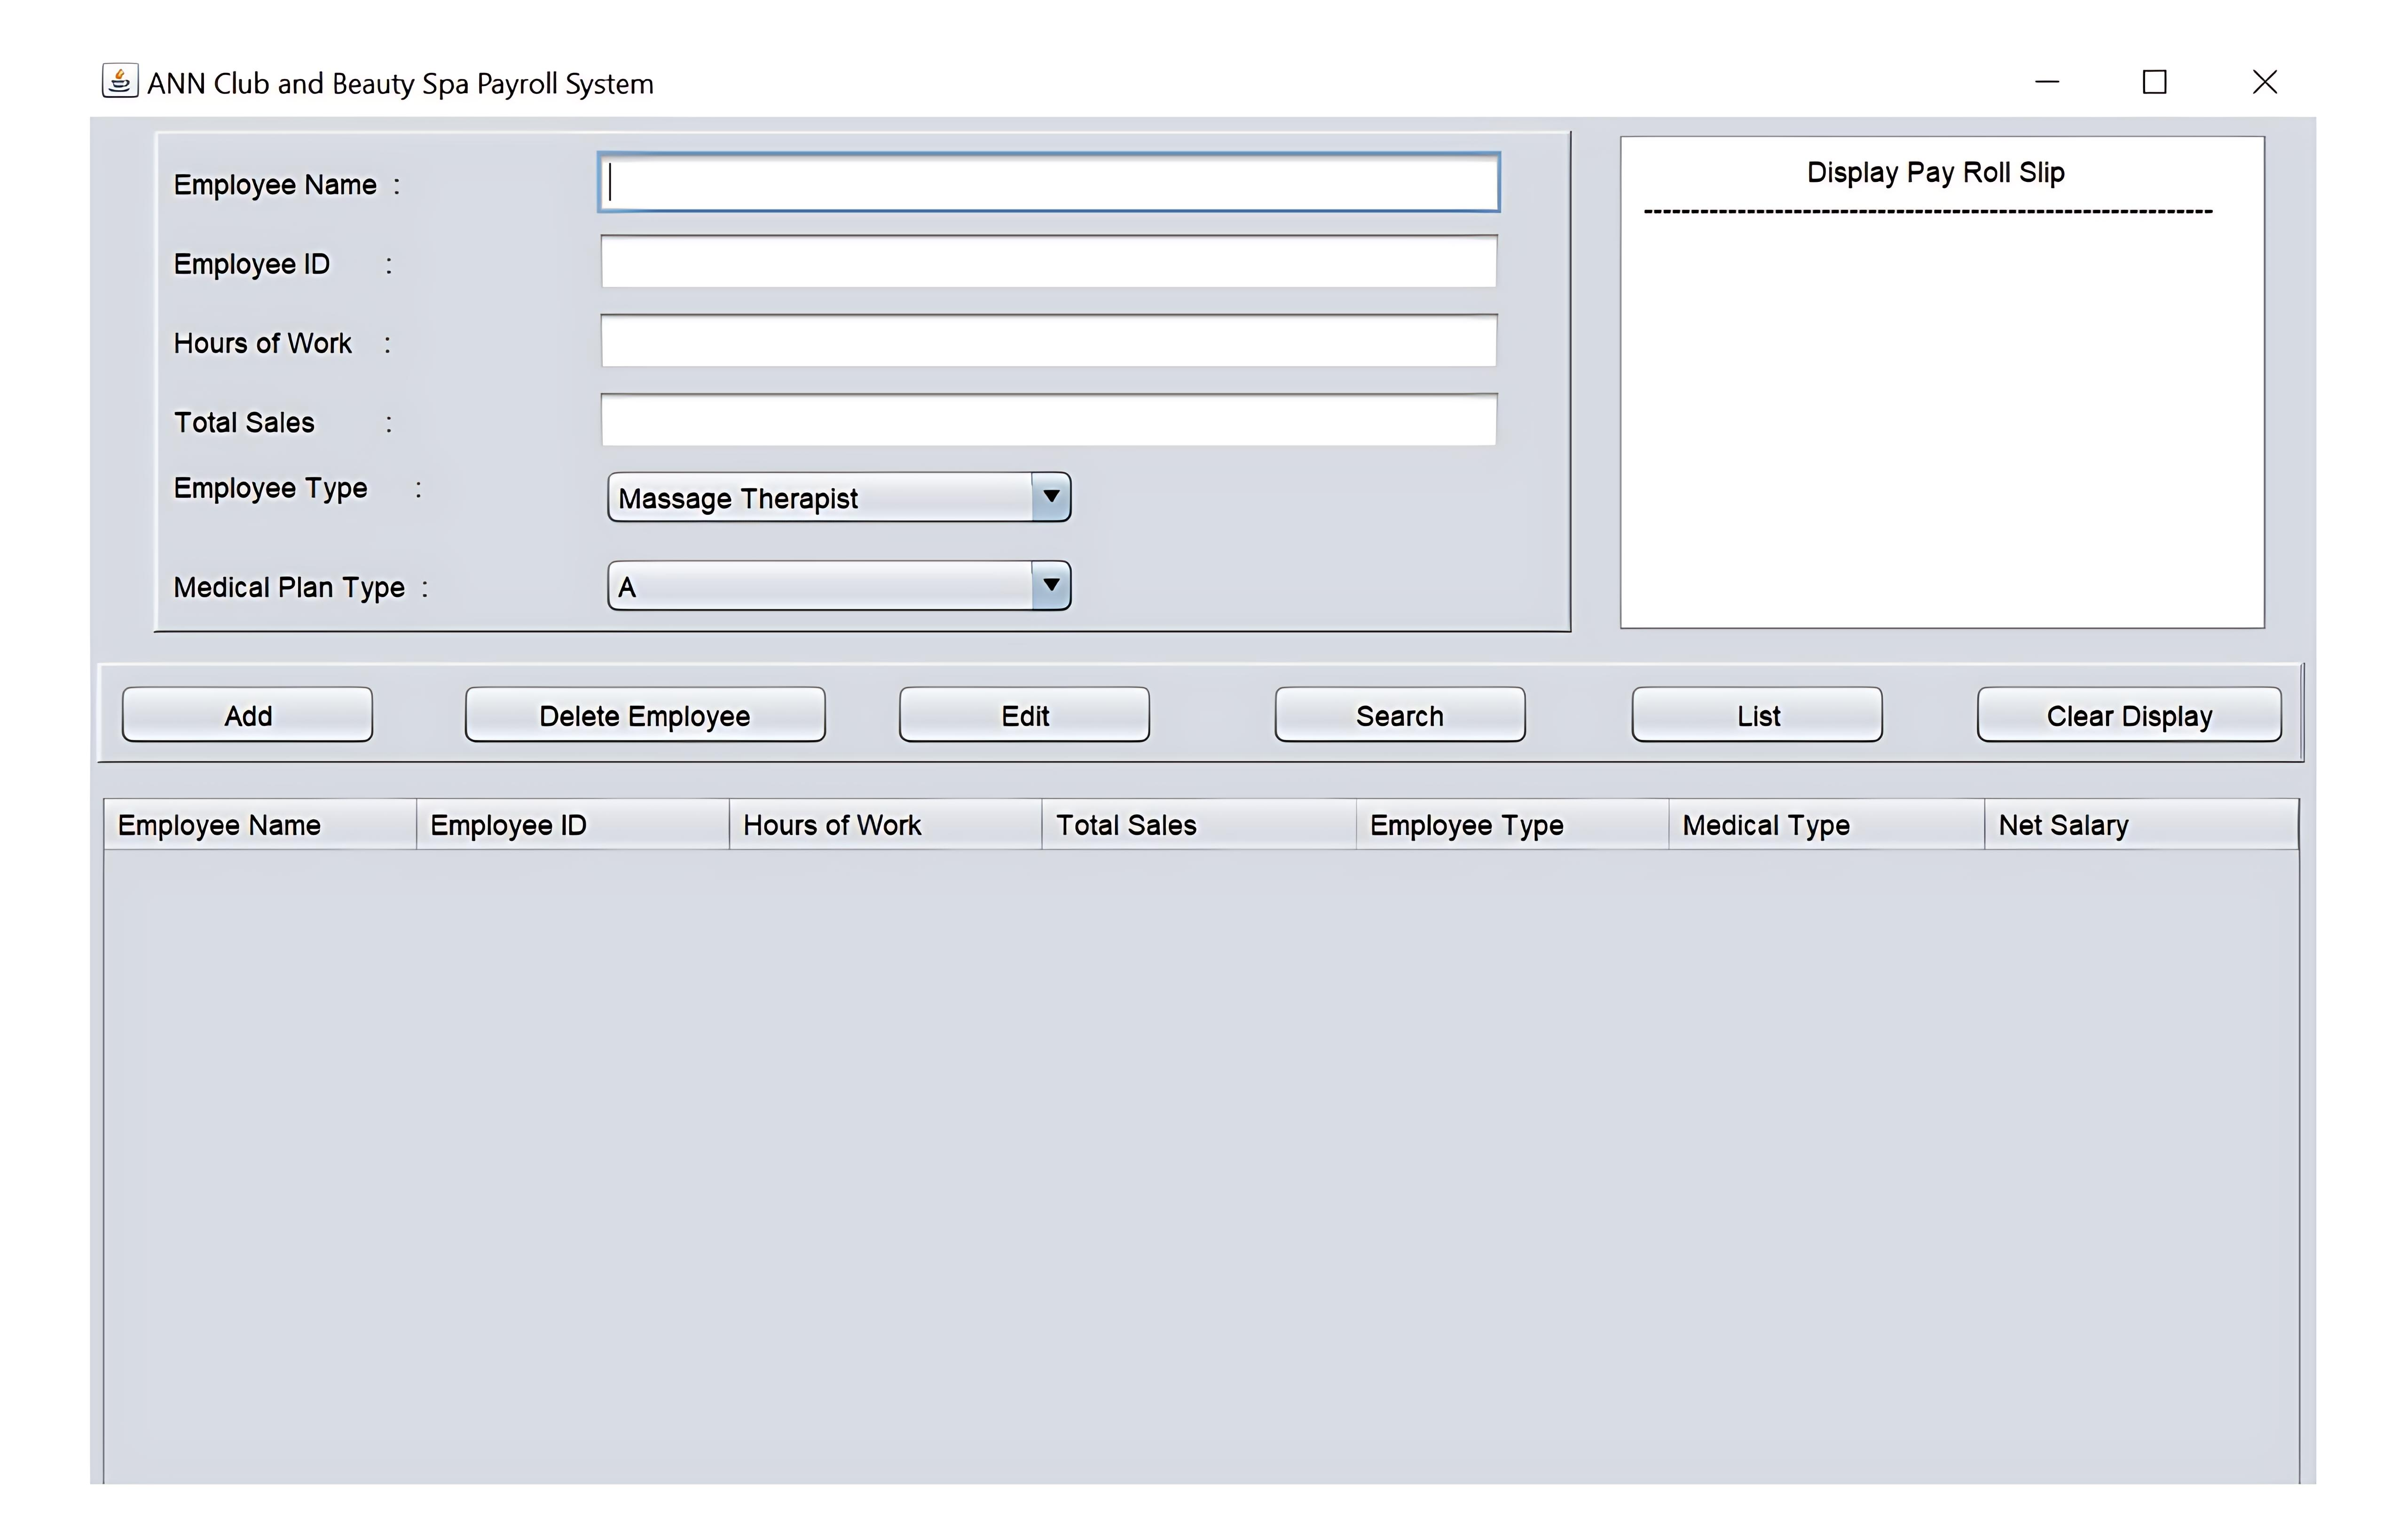 ANN Club and Beauty Spa Payroll System
Employee Name :
Employee ID :
Hours of Work :
Total Sales :
Employee Type : Massage Therapist
Medical Plan Type : A
Display Pay Roll Slip
------------------------------------------------------------
Add Delete Employee Edit Search List Clear Display
Employee Name Employee ID Hours of Work Total Sales Employee Type Medical Type Net Salary